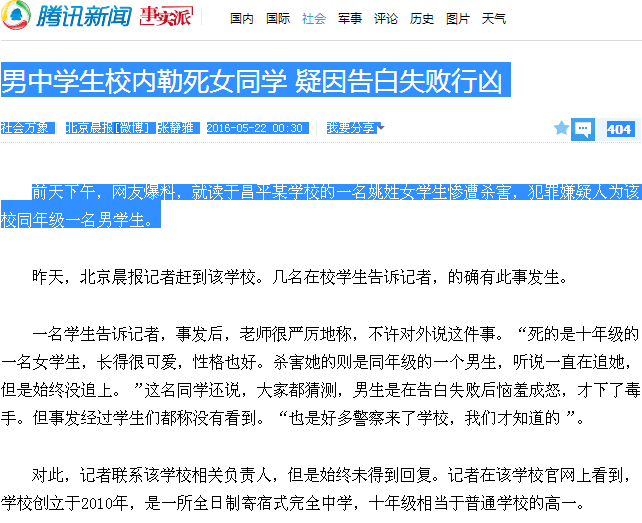 腾讯新闻 事实派 国内 国际 社会 军事 评论 历史 图片 天气
男中学生校内勒死女同学 疑因告白失败行凶
社会万象 北京晨报[微博] 张静雅 2016-05-22 00:30 我要分享 404
前天下午，网友爆料，就读于昌平某学校的一名姚姓女学生惨遭杀害，犯罪嫌疑人为该
校同年级一名男学生。
昨天，北京晨报记者赶到该学校。几名在校学生告诉记者，的确有此事发生。
一名学生告诉记者，事发后，老师很严厉地称，不许对外说这件事。“死的是十年级的
一名女学生，长得很可爱，性格也好。杀害她的则是同年级的一个男生，听说一直在追她，
但是始终没追上。”这名同学还说，大家都猜测，男生是在告白失败后恼羞成怒，才下了毒
手。但事发经过学生们都称没有看到。“也是好多警察来了学校，我们才知道的 ”。
对此，记者联系该学校相关负责人，但是始终未得到回复。记者在该学校官网上看到，
学校创立于2010年，是一所全日制寄宿式完全中学，十年级相当于普通学校的高一。